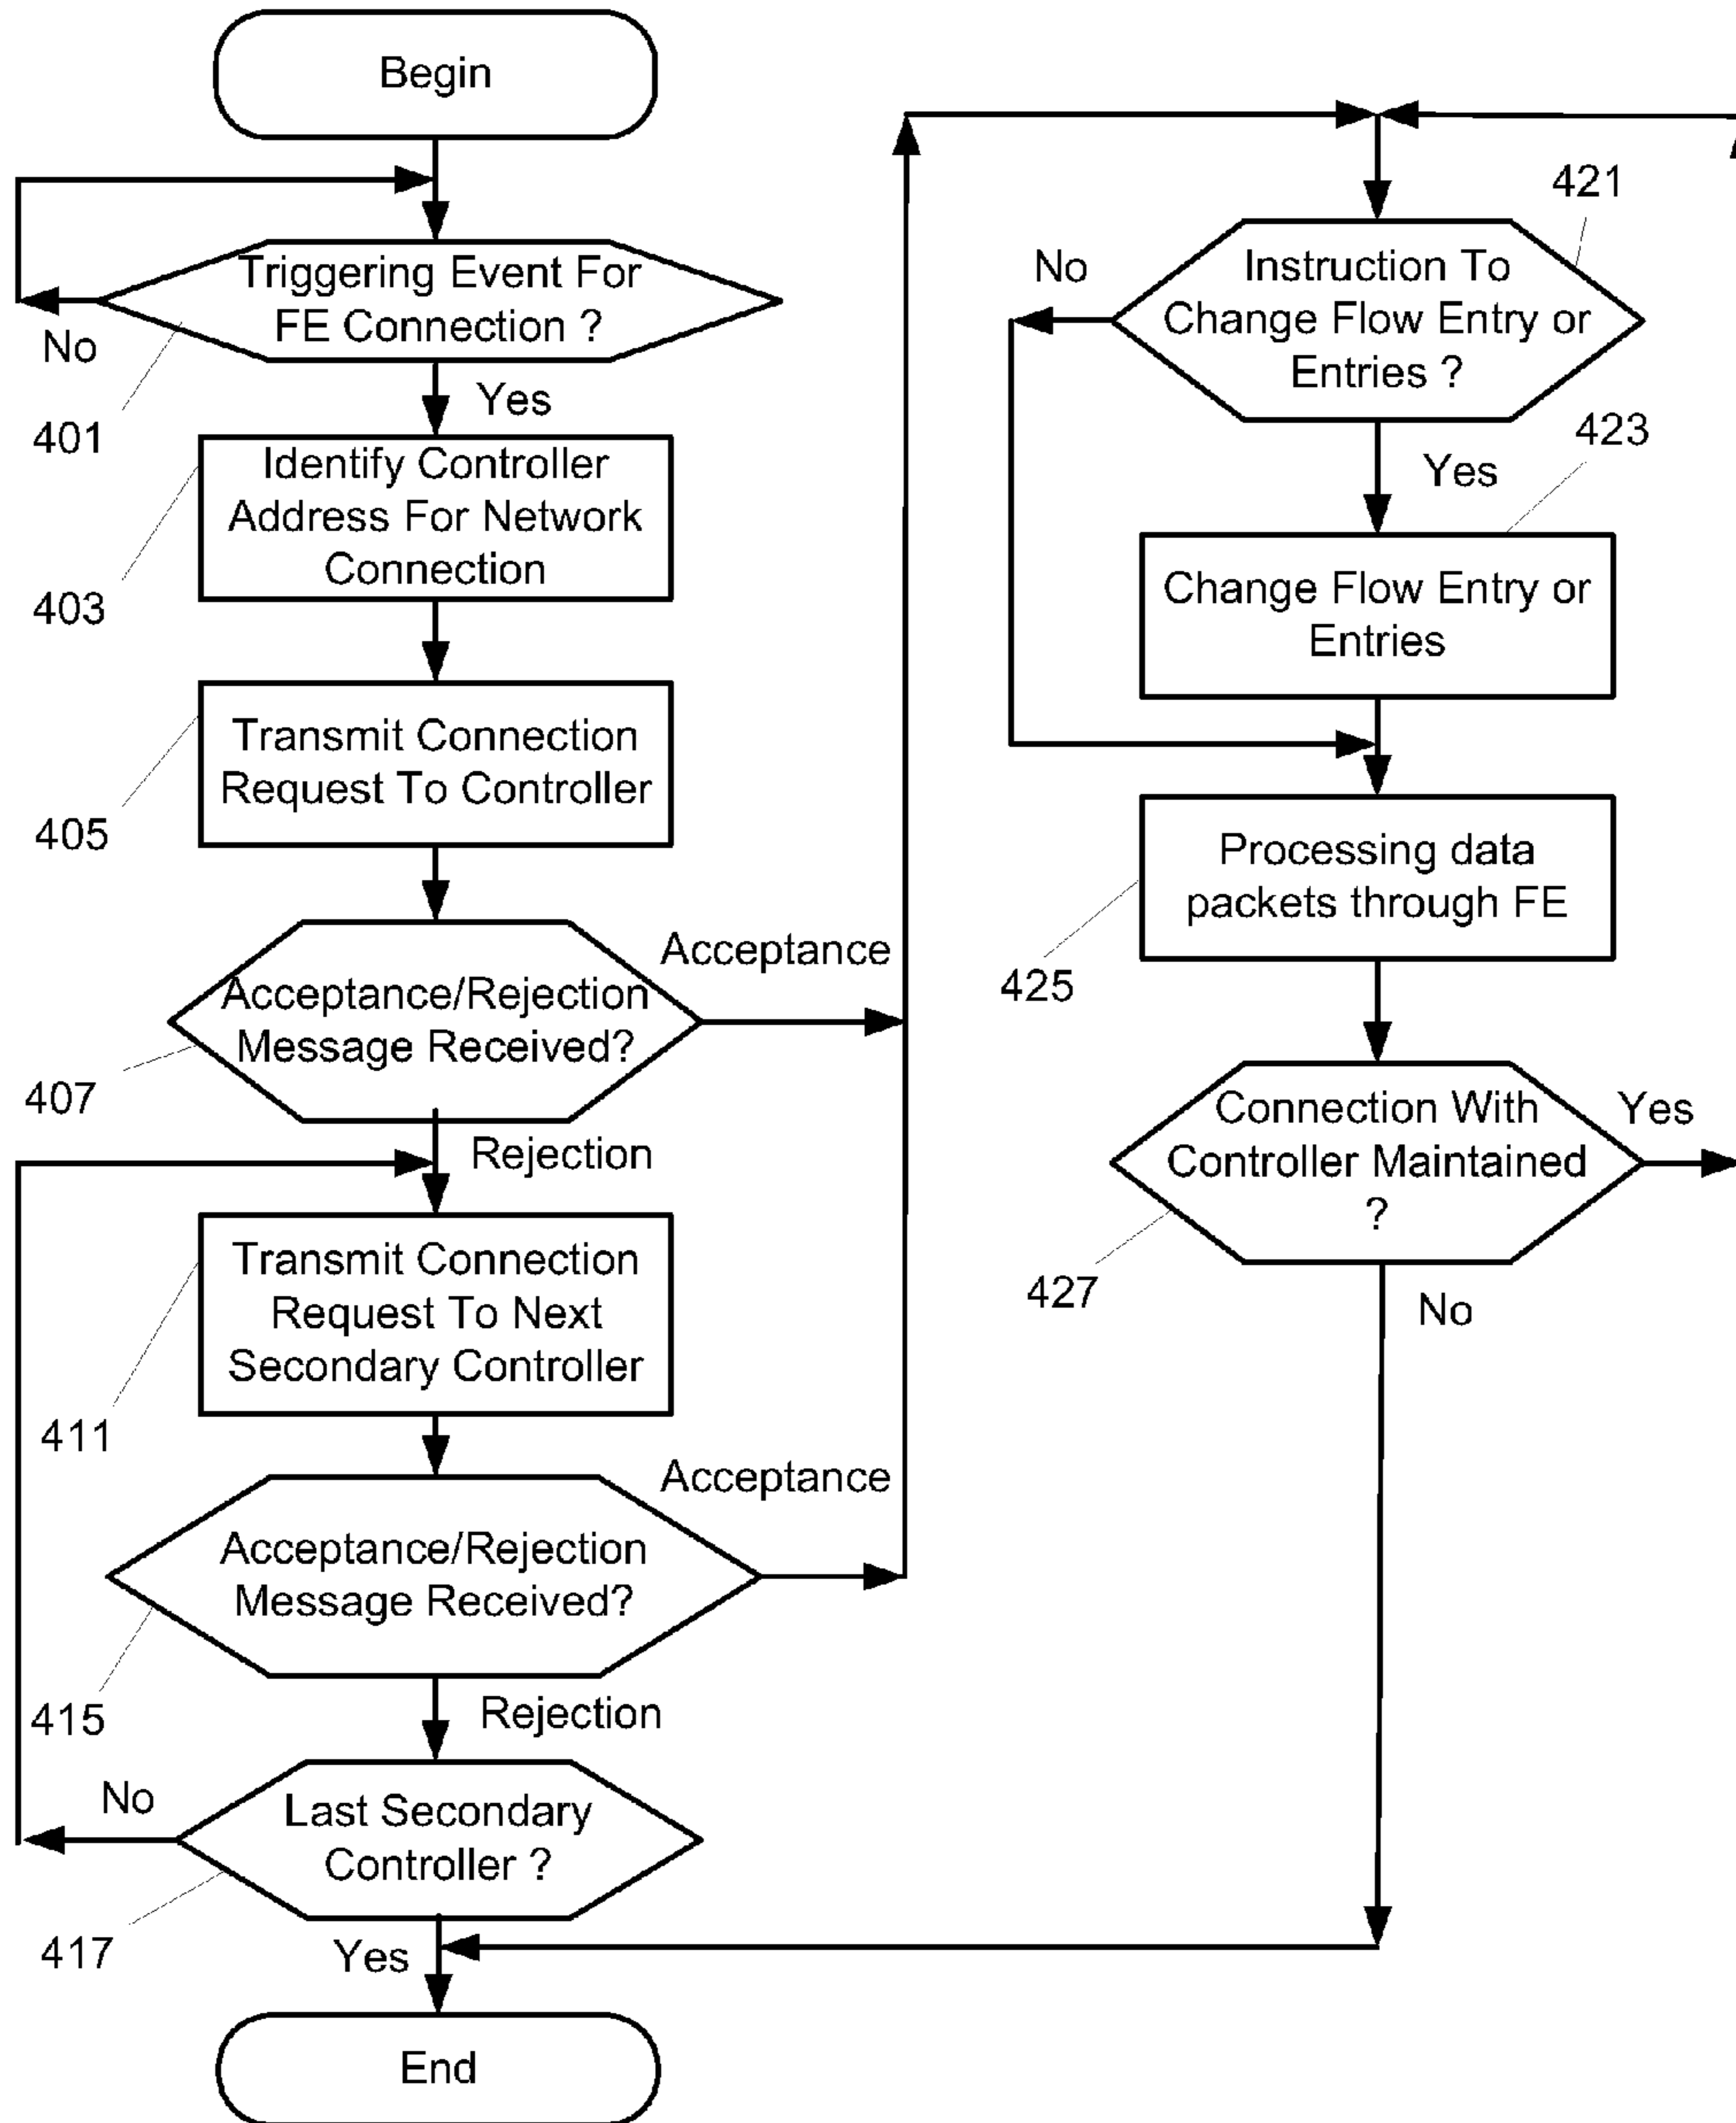 Begin
Triggering Event For
FE Connection ?
No
401
Yes
Identify Controller
Address For Network
Connection
403
Transmit Connection
Request To Controller
405
Acceptance
Acceptance/Rejection
Message Received?
407
Rejection
Transmit Connection
Request To Next
Secondary Controller
411
Acceptance
Acceptance/Rejection
Message Received?
415
Rejection
No
Last Secondary
Controller ?
417
Yes
End
421
No
Instruction To
Change Flow Entry or
Entries ?
423
Yes
Change Flow Entry or
Entries
Processing data
packets through FE
425
Connection With
Controller Maintained
?
Yes
427
No